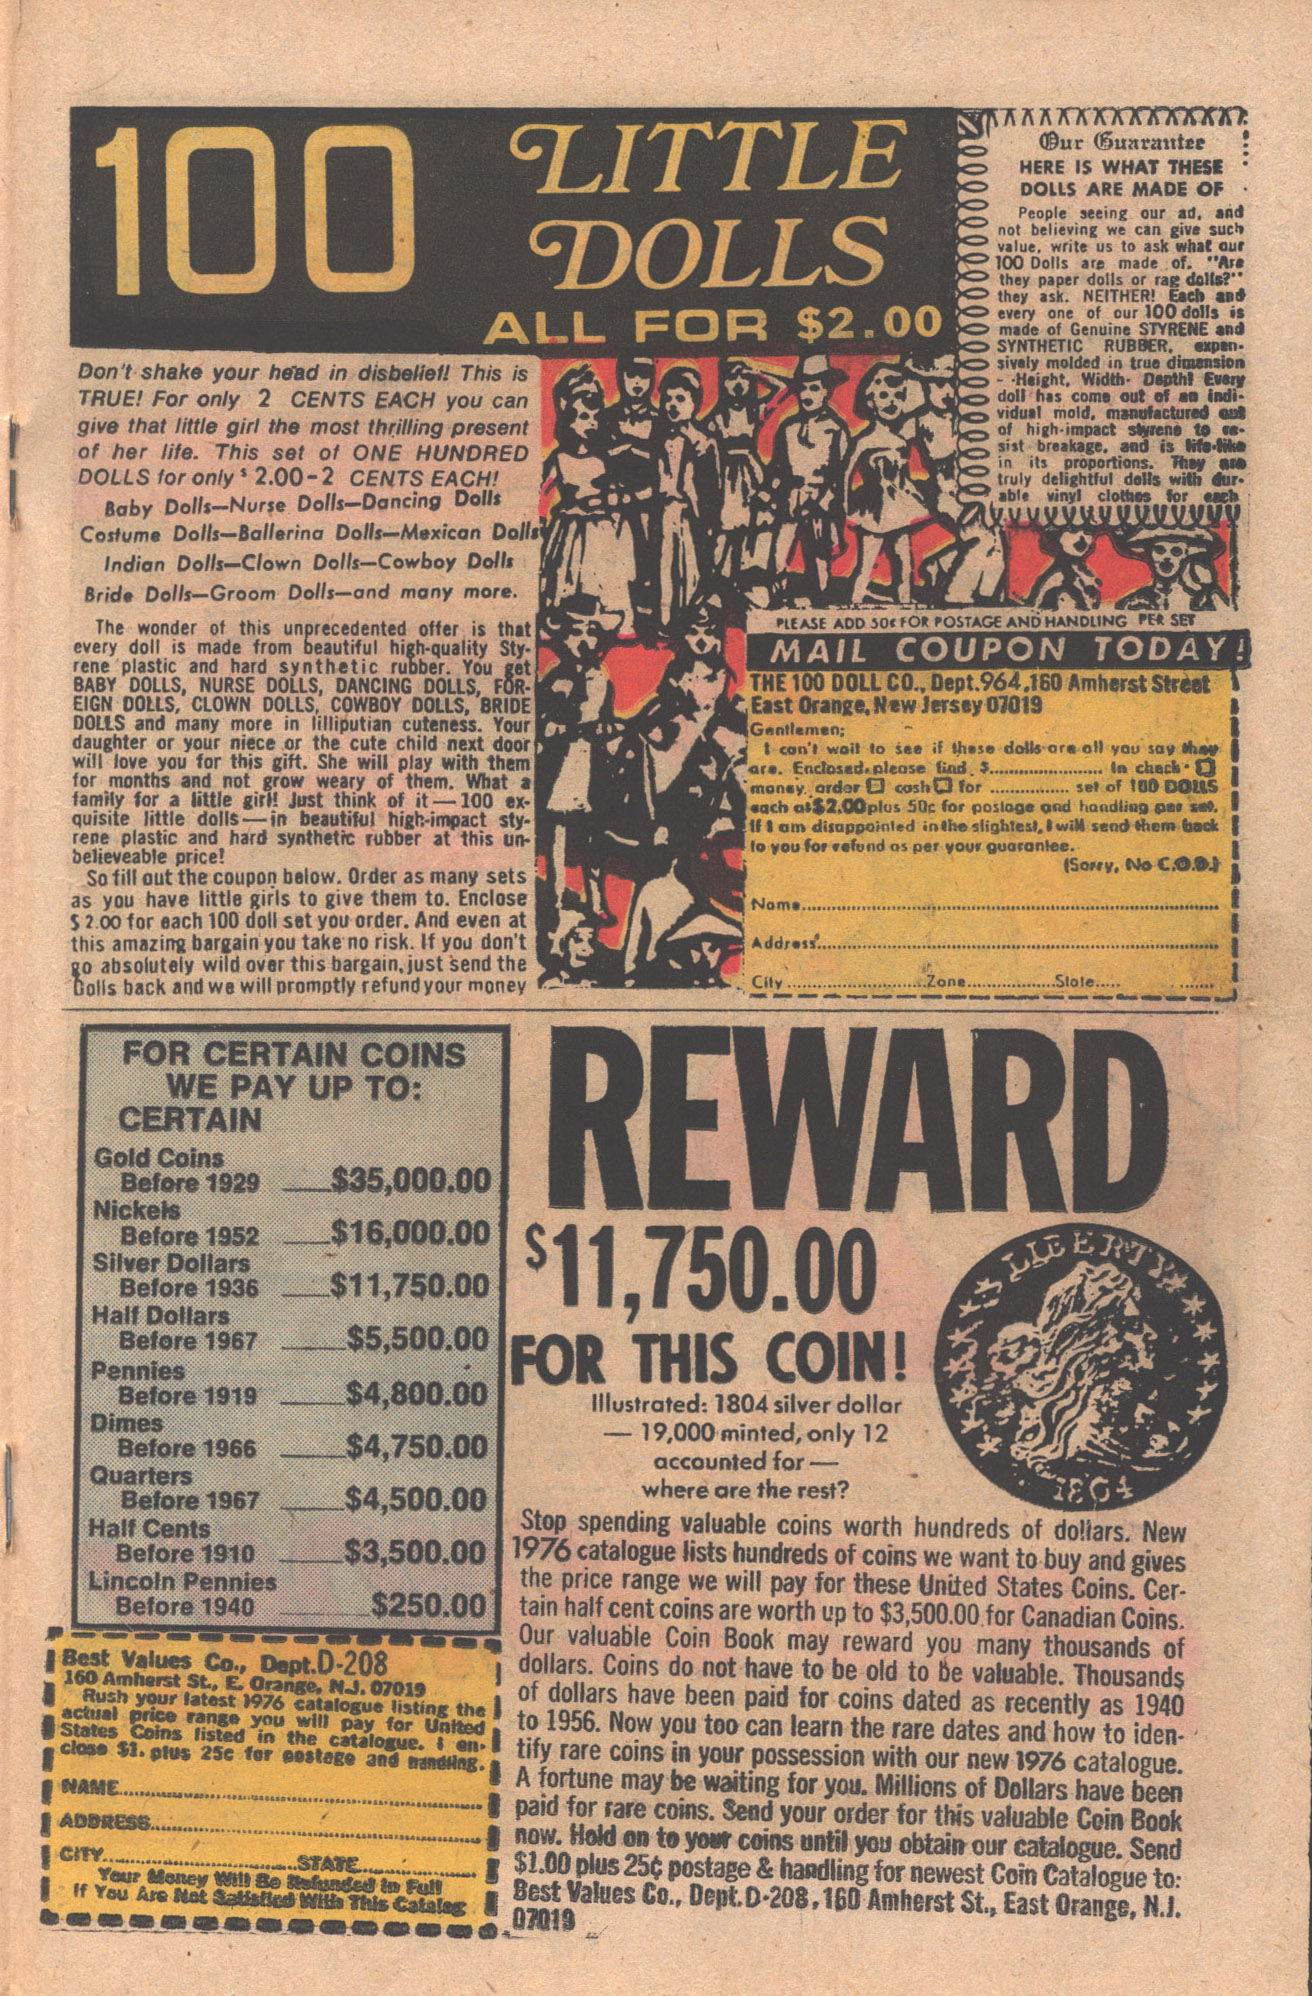 100 LITTLE
DOLLS
ALL FOR $2.00
Don't shake your head in disbelief! This is
TRUE! For only 2 CENTS EACH you can
give that little girl the most thrilling present
of her life. This set of ONE HUNDRED
DOLLS for only $2.00-2 CENTS EACH!
Baby Dolls—Nurse Dolls—Dancing Dolls
Costume Dolls—Ballerina Dolls—Mexican Dolls
Indian Dolls—Clown Dolls—Cowboy Dolls
Bride Dolls—Groom Dolls—and many more.
The wonder of this unprecedented offer is that
every doll is made from beautiful high-quality Sty-
rene plastic and hard synthetic rubber. You get
BABY DOLLS, NURSE DOLLS, DANCING DOLLS, FOR-
EIGN DOLLS, CLOWN DOLLS, COWBOY DOLLS, BRIDE
DOLLS and many more in lilliputian cuteness. Your
daughter or your niece or the cute child next door
will love you for this gift. She will play with them
for months and not grow weary of them. What a
family for a little girl! Just think of it—100 ex-
quisite little dolls—in beautiful high-impact sty-
rene plastic and hard synthetic rubber at this un-
believeable price!
So fill out the coupon below. Order as many sets
as you have little girls to give them to. Enclose
$2.00 for each 100 doll set you order. And even at
this amazing bargain you take no risk. If you don't
go absolutely wild over this bargain, just send the
Dolls back and we will promptly refund your money
Our Guarantee
HERE IS WHAT THESE
DOLLS ARE MADE OF
People seeing our ad, and
not believing we can give such
value, write us to ask what our
100 Dolls are made of. "Are
they paper dolls or rag dolls?"
they ask. NEITHER! Each and
every one of our 100 dolls is
made of Genuine STYRENE and
SYNTHETIC RUBBER, expen-
sively molded in true dimension
- -Height, Width- Depth! Every
doll has come out of an indi-
vidual mold, manufactured out
of high-impact styrene to re-
sist breakage, and is life-like
in its proportions. They are
truly delightful dolls with dur-
able vinyl clothes for each
PLEASE ADD 50¢ FOR POSTAGE AND HANDLING PER SET
MAIL COUPON TODAY!
THE 100 DOLL CO., Dept.964, 160 Amherst Street
East Orange, New Jersey 07019
Gentlemen;
I can't wait to see if these dolls are all you say they
are. Enclosed please find $........ in check
money order cash for ........ set of 100 DOLLS
each at $2.00 plus 50c for postage and handling per set.
If I am disappointed in the slightest, I will send them back
to you for refund as per your guarantee.
(Sorry, No C.O.D.)
Name........
Address........
City ........ Zone........ State........
FOR CERTAIN COINS
WE PAY UP TO:
CERTAIN
Gold Coins
Before 1929 $35,000.00
Nickels
Before 1952 $16,000.00
Silver Dollars
Before 1936 $11,750.00
Half Dollars
Before 1967 $5,500.00
Pennies
Before 1919 $4,800.00
Dimes
Before 1966 $4,750.00
Quarters
Before 1967 $4,500.00
Half Cents
Before 1910 $3,500.00
Lincoln Pennies
Before 1940 $250.00
Best Values Co., Dept.D-208
160 Amherst St., E. Orange, N.J. 07019
Rush your latest 1976 catalogue listing the
actual price range you will pay for United
States Coins listed in the catalogue. I en-
close $1. plus 25c for postage and handling.
NAME........
ADDRESS........
CITY........ STATE........
Your Money Will Be Refunded in Full
If You Are Not Satisfied With This Catalog
REWARD
$11,750.00
FOR THIS COIN!
LIBERTY
1804
Illustrated: 1804 silver dollar
— 19,000 minted, only 12
accounted for —
where are the rest?
Stop spending valuable coins worth hundreds of dollars. New
1976 catalogue lists hundreds of coins we want to buy and gives
the price range we will pay for these United States Coins. Cer-
tain half cent coins are worth up to $3,500.00 for Canadian Coins.
Our valuable Coin Book may reward you many thousands of
dollars. Coins do not have to be old to be valuable. Thousands
of dollars have been paid for coins dated as recently as 1940
to 1956. Now you too can learn the rare dates and how to iden-
tify rare coins in your possession with our new 1976 catalogue.
A fortune may be waiting for you. Millions of Dollars have been
paid for rare coins. Send your order for this valuable Coin Book
now. Hold on to your coins until you obtain our catalogue. Send
$1.00 plus 25¢ postage & handling for newest Coin Catalogue to:
Best Values Co., Dept.D-208, 160 Amherst St., East Orange, N.J.
07019